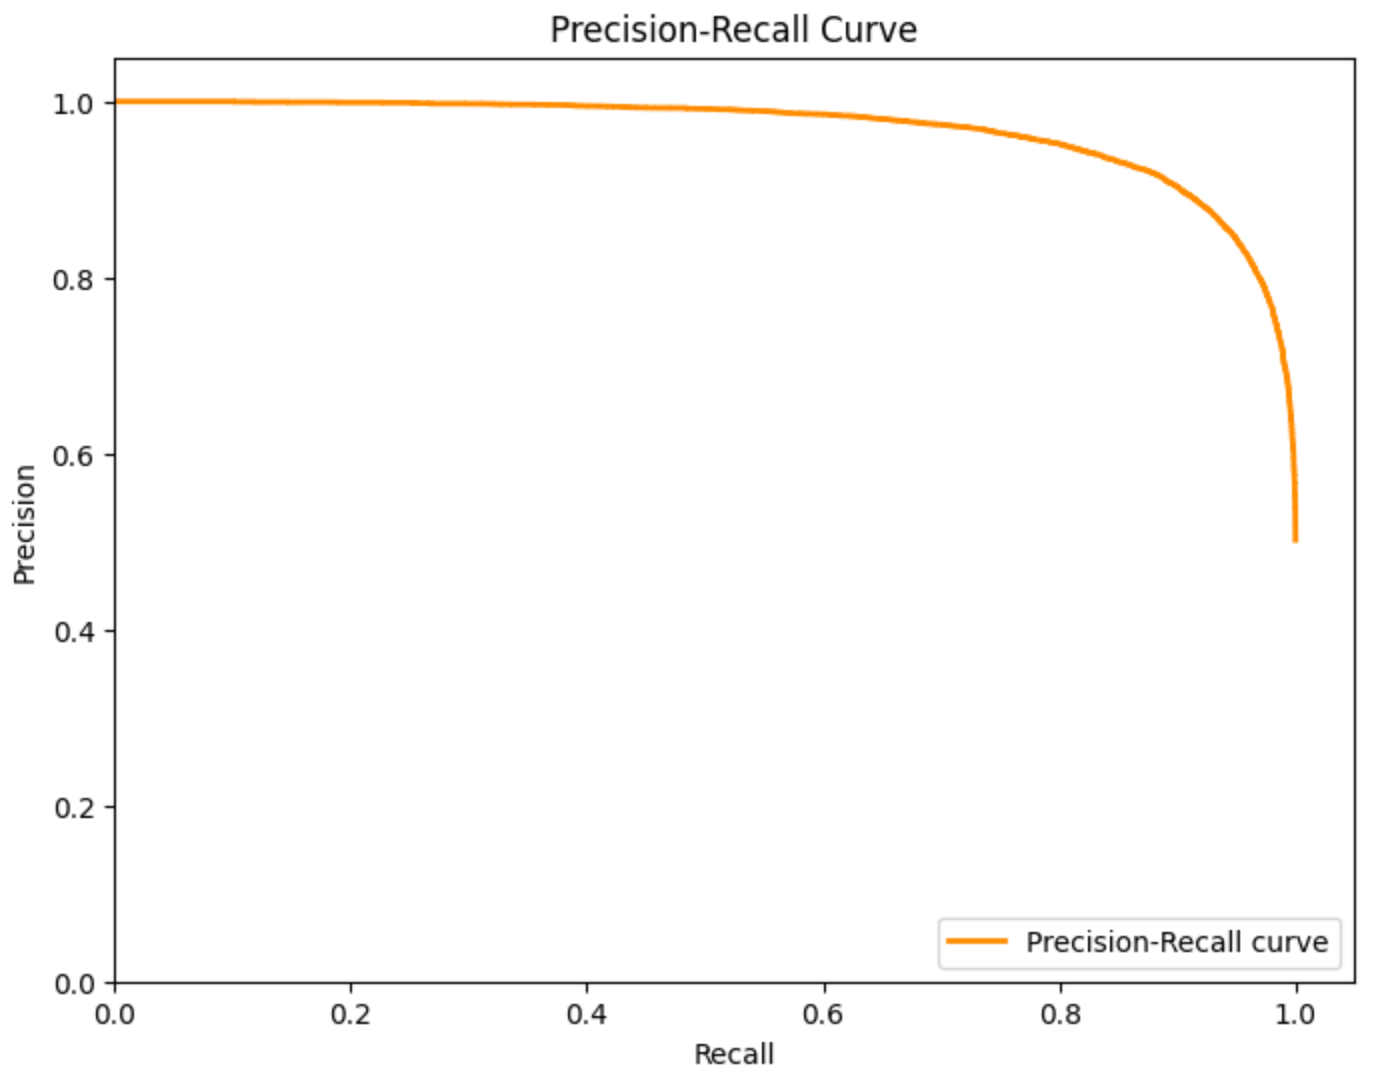 Precision-Recall Curve
1.0
0.8
0.6
0.4
0.2
0.0
Precision
Precision-Recall curve
0.0 0.2 0.4 0.6 0.8 1.0
Recall